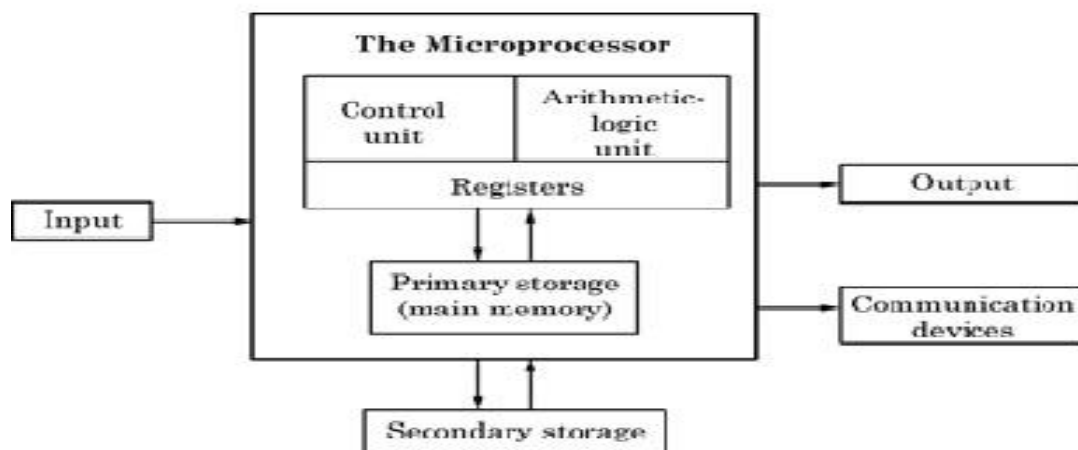 The Microprocessor
Control
unit
Arithmetic-
logic
unit
Registers
Input
Output
Primary storage
(main memory)
Communication
devices
Secondary storage